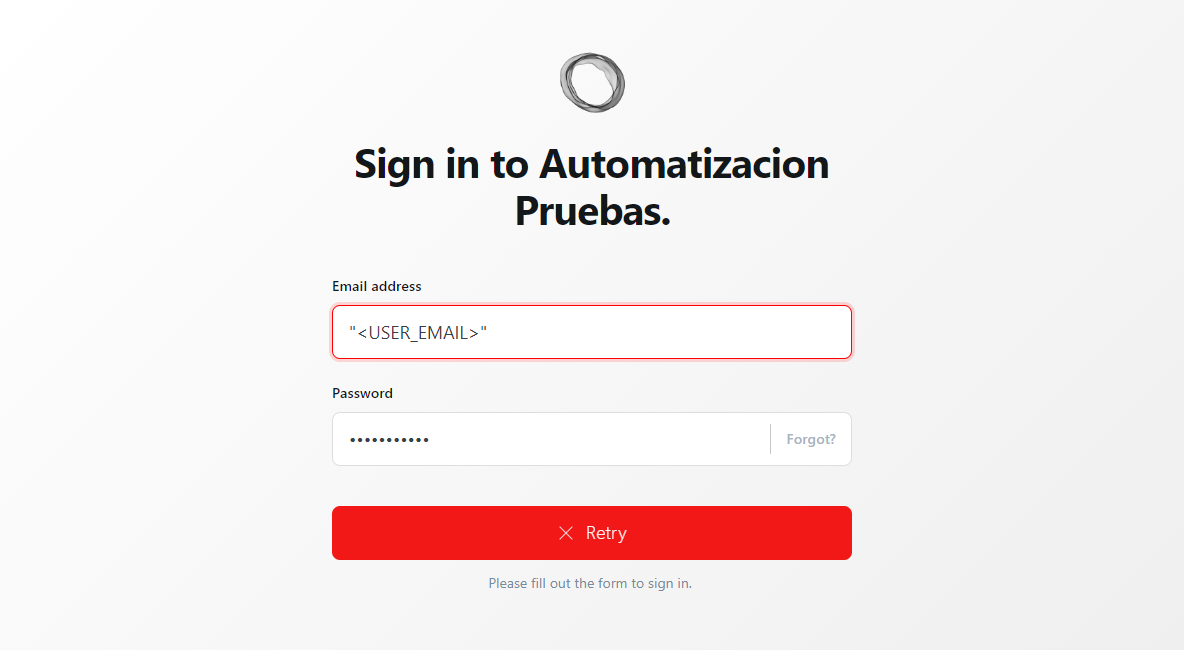 Sign in to Automatizacion
Pruebas.
Email address
"<USER_EMAIL>"
Password
•••••••••••
Forgot?
Retry
Please fill out the form to sign in.